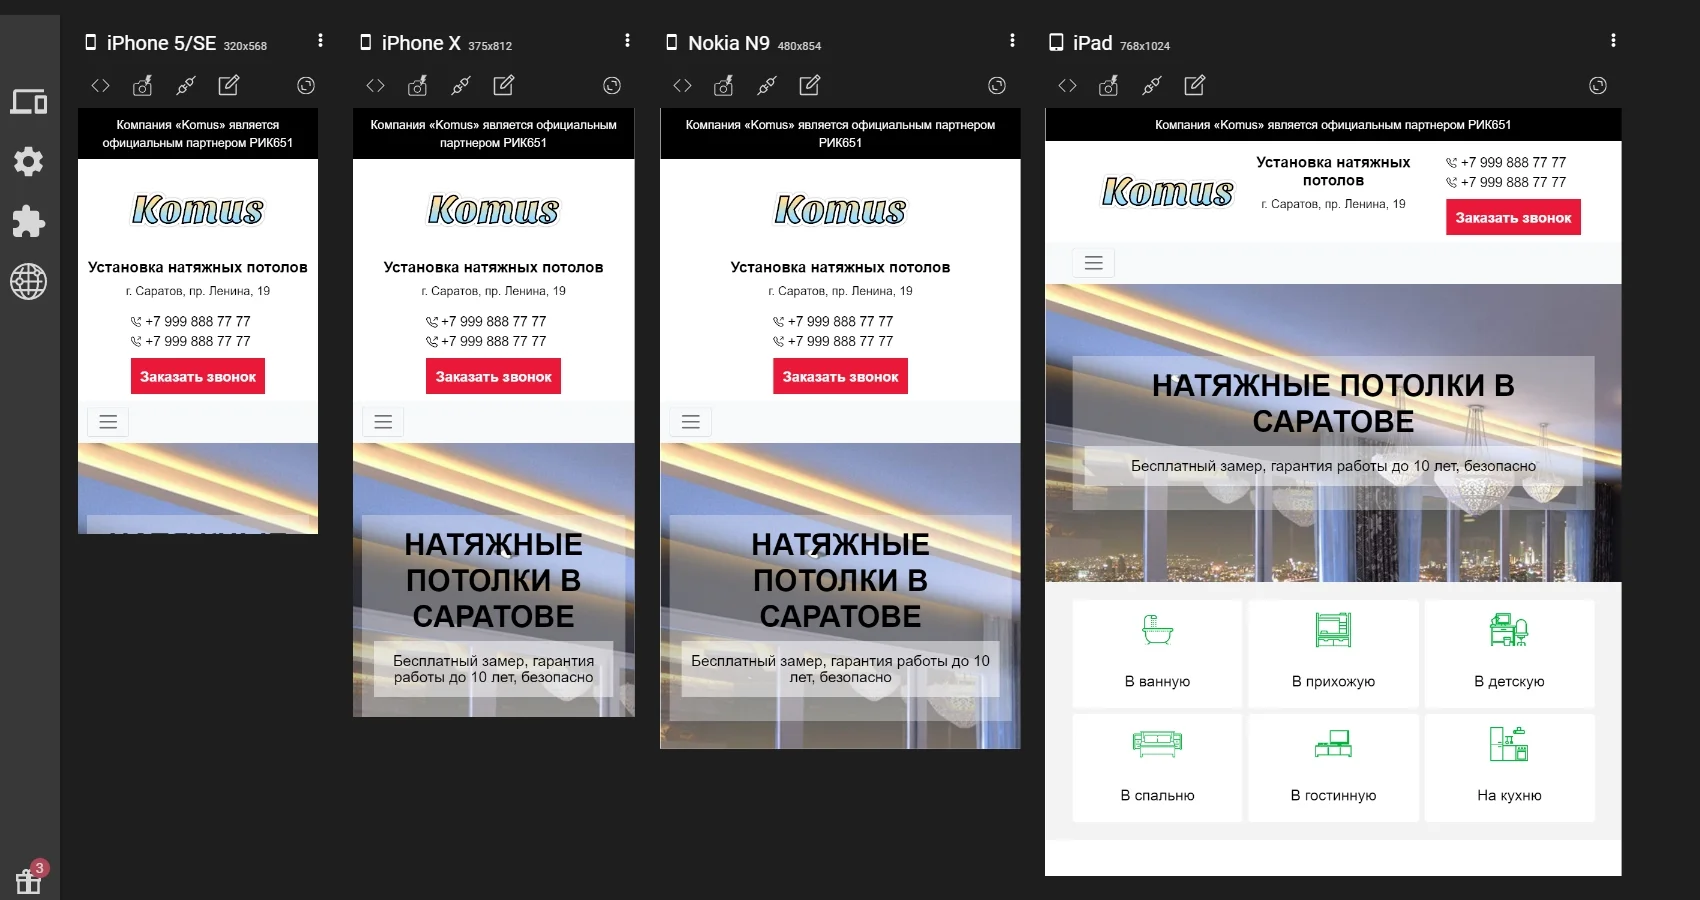 iPhone 5/SE 320x568
Компания «Komus» является
официальным партнером РИК651
Komus
Установка натяжных потолов
г. Саратов, пр. Ленина, 19
+7 999 888 77 77
+7 999 888 77 77
Заказать звонок
iPhone X 375x812
Компания «Komus» является официальным
партнером РИК651
Komus
Установка натяжных потолов
г. Саратов, пр. Ленина, 19
+7 999 888 77 77
+7 999 888 77 77
Заказать звонок
НАТЯЖНЫЕ
ПОТОЛКИ В
САРАТОВЕ
Бесплатный замер, гарантия
работы до 10 лет, безопасно
Nokia N9 480x854
Компания «Komus» является официальным партнером
РИК651
Komus
Установка натяжных потолов
г. Саратов, пр. Ленина, 19
+7 999 888 77 77
+7 999 888 77 77
Заказать звонок
НАТЯЖНЫЕ
ПОТОЛКИ В
САРАТОВЕ
Бесплатный замер, гарантия работы до 10
лет, безопасно
iPad 768x1024
Компания «Komus» является официальным партнером РИК651
Komus
Установка натяжных
потолов
г. Саратов, пр. Ленина, 19
+7 999 888 77 77
+7 999 888 77 77
Заказать звонок
НАТЯЖНЫЕ ПОТОЛКИ В
САРАТОВЕ
Бесплатный замер, гарантия работы до 10 лет, безопасно
В ванную
В прихожую
В детскую
В спальню
В гостинную
На кухню
3